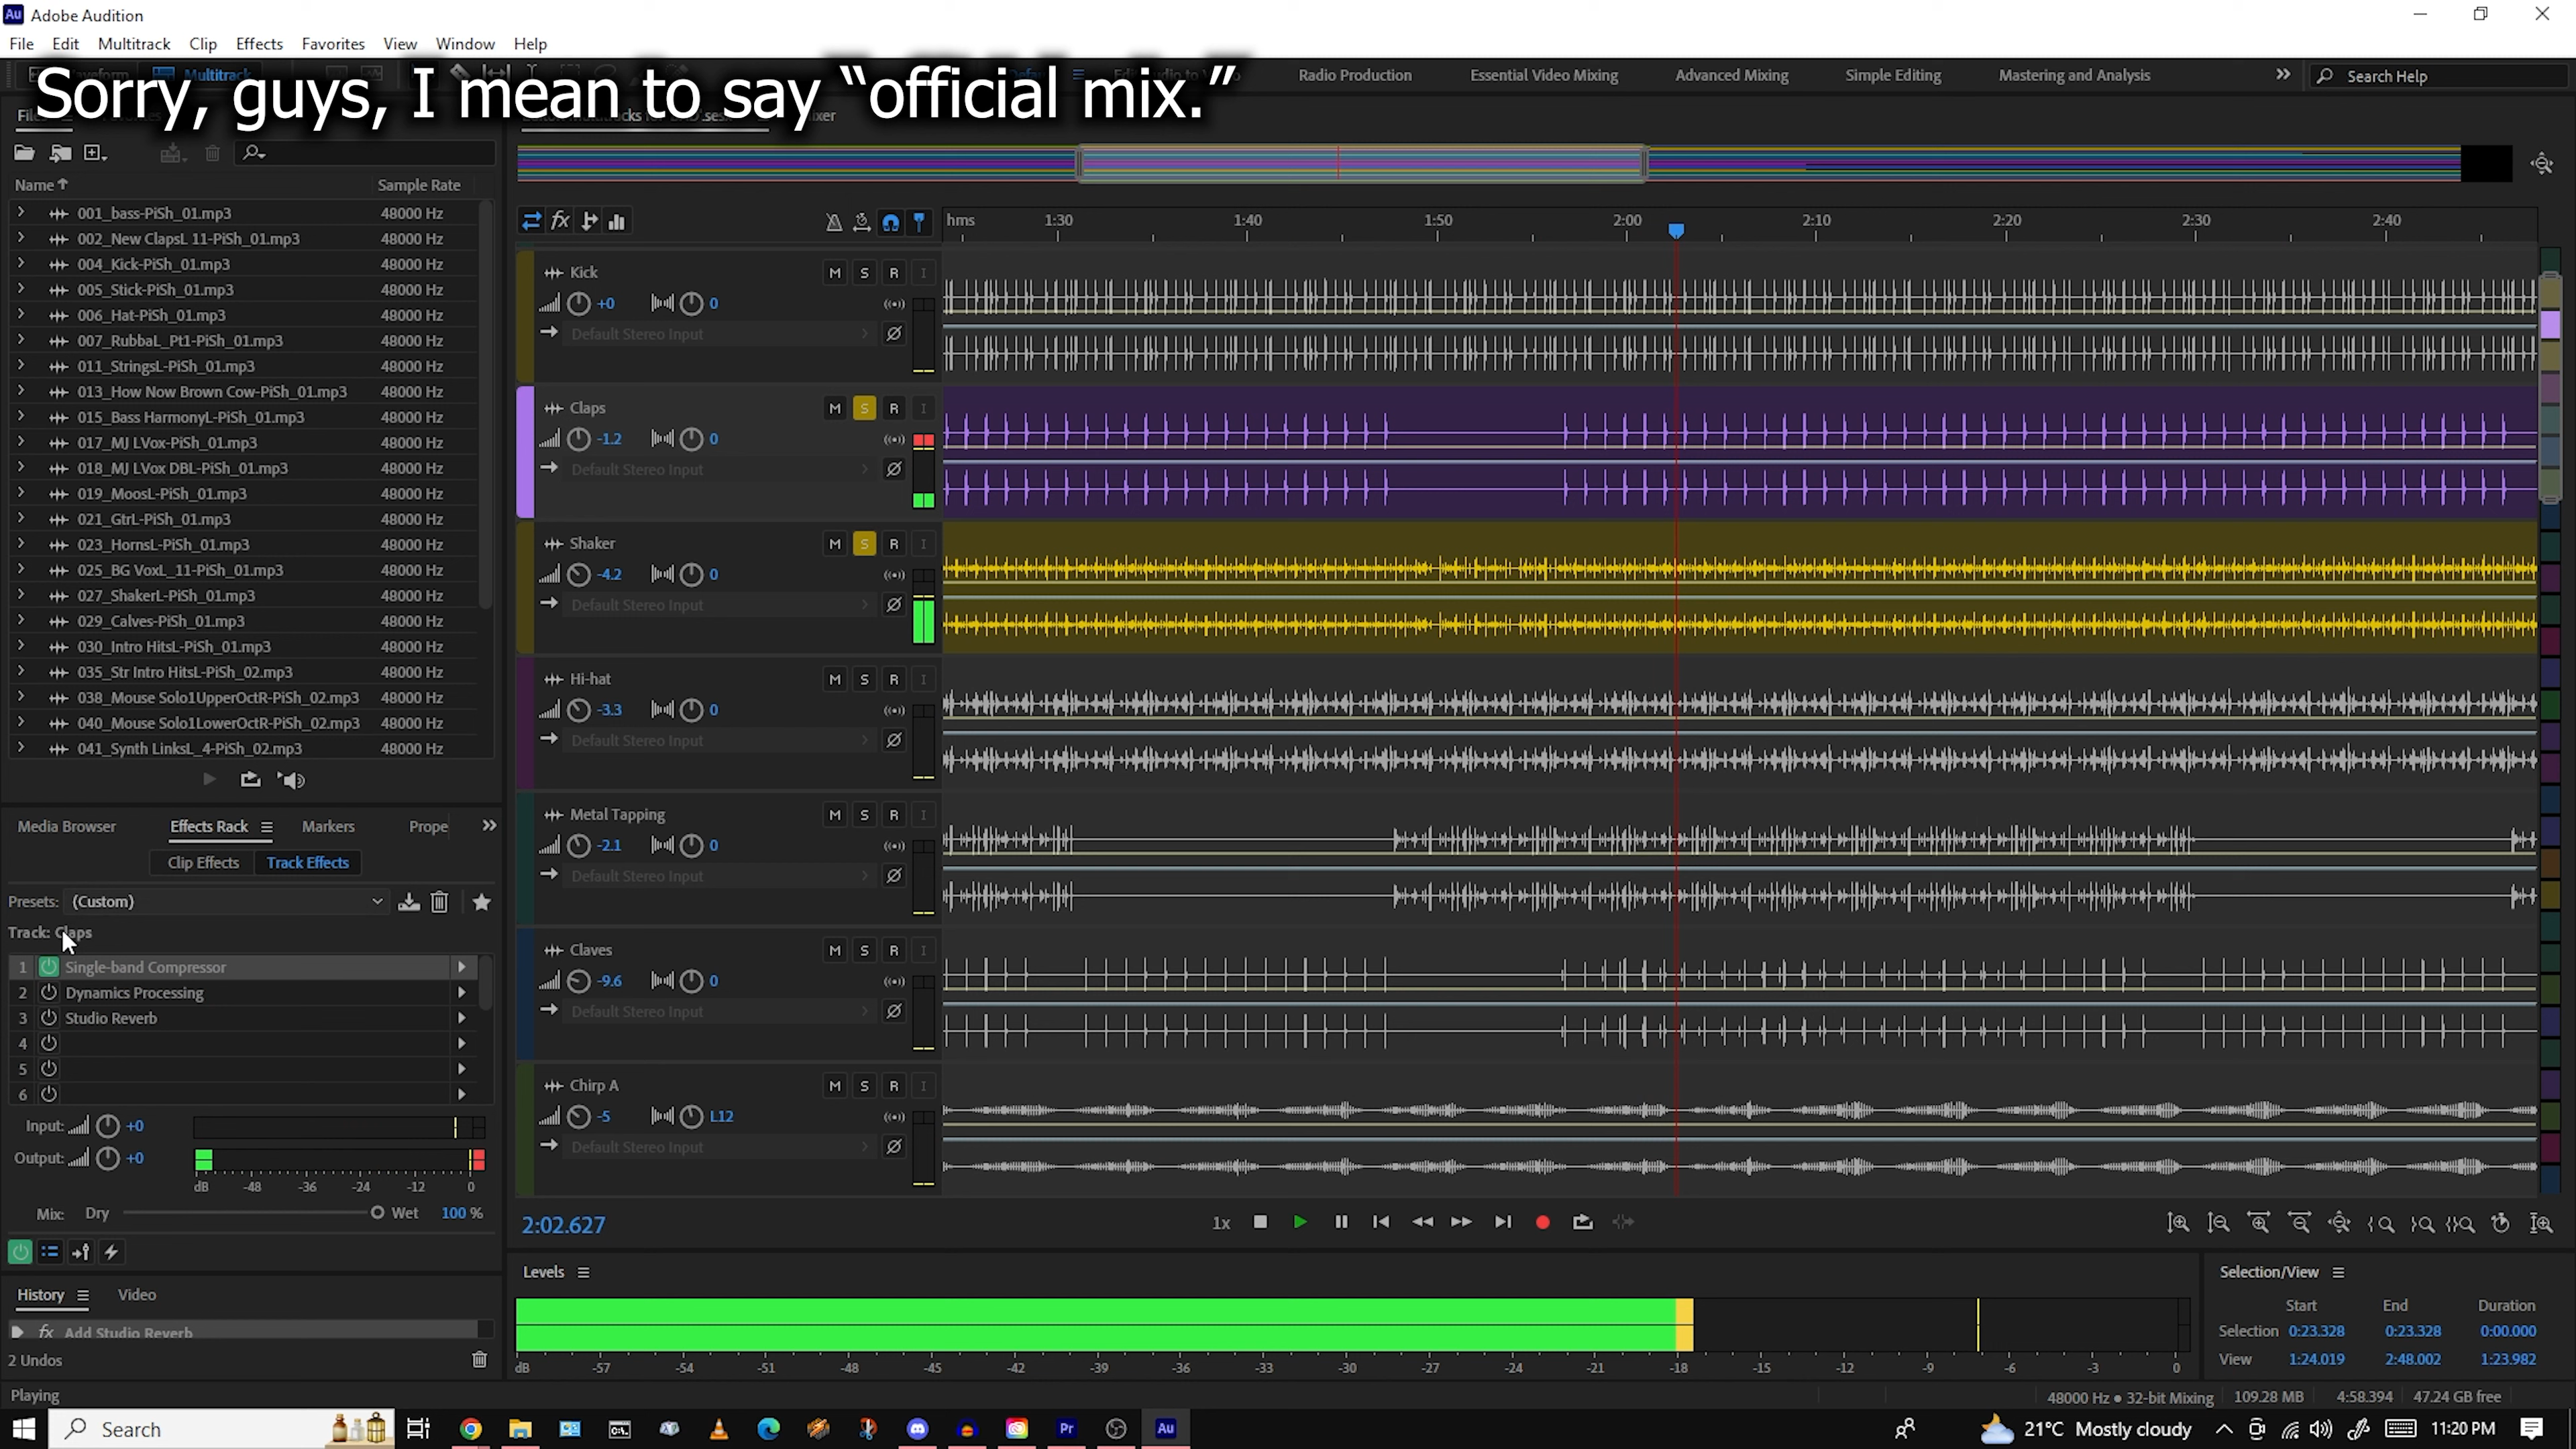 Au Adobe Audition
File Edit Multitrack Clip Effects Favorites View Window Help
Sorry, guys, I mean to say “official mix.”
Multitrack Radio Production Essential Video Mixing Advanced Mixing Simple Editing Mastering and Analysis Search Help
Name Sample Rate
001_bass-PiSh_01.mp3 48000 Hz
002_New ClapsL 11-PiSh_01.mp3 48000 Hz
004_Kick-PiSh_01.mp3 48000 Hz
005_Stick-PiSh_01.mp3 48000 Hz
006_Hat-PiSh_01.mp3 48000 Hz
007_RubbaL_Pt1-PiSh_01.mp3 48000 Hz
011_StringsL-PiSh_01.mp3 48000 Hz
013_How Now Brown Cow-PiSh_01.mp3 48000 Hz
015_Bass HarmonyL-PiSh_01.mp3 48000 Hz
017_MJ LVox-PiSh_01.mp3 48000 Hz
018_MJ LVox DBL-PiSh_01.mp3 48000 Hz
019_MoosL-PiSh_01.mp3 48000 Hz
021_GtrL-PiSh_01.mp3 48000 Hz
023_HornsL-PiSh_01.mp3 48000 Hz
025_BG VoxL_11-PiSh_01.mp3 48000 Hz
027_ShakerL-PiSh_01.mp3 48000 Hz
029_Calves-PiSh_01.mp3 48000 Hz
030_Intro HitsL-PiSh_01.mp3 48000 Hz
035_Str Intro HitsL-PiSh_02.mp3 48000 Hz
038_Mouse Solo1UpperOctR-PiSh_02.mp3 48000 Hz
040_Mouse Solo1LowerOctR-PiSh_02.mp3 48000 Hz
041_Synth LinksL_4-PiSh_02.mp3 48000 Hz
Media Browser Effects Rack Markers Prope
Clip Effects Track Effects
Presets: (Custom)
Track: Claps
1 Single-band Compressor
2 Dynamics Processing
3 Studio Reverb
4
5
6
Input: +0
Output: +0
dB -48 -36 -24 -12 0
Mix: Dry Wet 100 %
History Video
fx Add Studio Reverb
2 Undos
Playing
fx hms 1:30 1:40 1:50 2:00 2:10 2:20 2:30 2:40
Kick M S R I
+0 0
Default Stereo Input
Claps M S R I
-1.2 0
Default Stereo Input
Shaker M S R I
-4.2 0
Default Stereo Input
Hi-hat M S R I
-3.3 0
Default Stereo Input
Metal Tapping M S R I
-2.1 0
Default Stereo Input
Claves M S R I
-9.6 0
Default Stereo Input
Chirp A M S R I
-5 L12
Default Stereo Input
2:02.627 1x
Levels
dB -57 -54 -51 -48 -45 -42 -39 -36 -33 -30 -27 -24 -21 -18 -15 -12 -9 -6 -3 0
Selection/View
Start End Duration
Selection 0:23.328 0:23.328 0:00.000
View 1:24.019 2:48.002 1:23.982
48000 Hz ● 32-bit Mixing 109.28 MB 4:58.394 47.24 GB free
Search Pr Au 21°C Mostly cloudy 11:20 PM